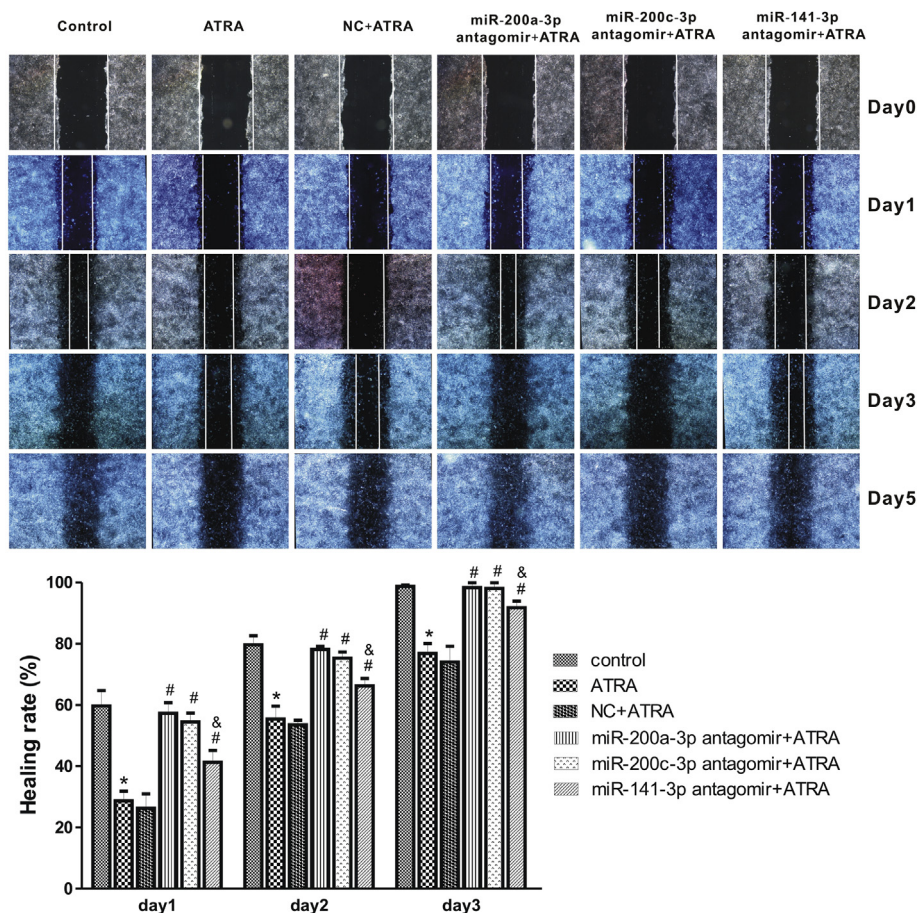 Control
ATRA
NC+ATRA
miR-200a-3p
antagomir+ATRA
miR-200c-3p
antagomir+ATRA
miR-141-3p
antagomir+ATRA
Day0
Day1
Day2
Day3
Day5
Healing rate (%)
100
80
60
40
20
0
*
#
#
&
#
*
#
#
&
#
*
#
#
&
#
day1
day2
day3
control
ATRA
NC+ATRA
miR-200a-3p antagomir+ATRA
miR-200c-3p antagomir+ATRA
miR-141-3p antagomir+ATRA